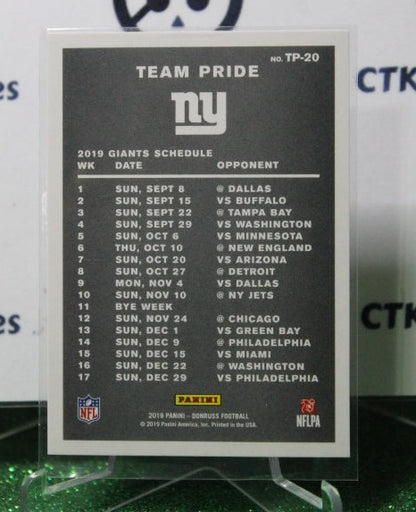 NO. TP-20
TEAM PRIDE
ny
2019 GIANTS SCHEDULE
WK DATE OPPONENT
1 SUN, SEPT 8 @ DALLAS
2 SUN, SEPT 15 VS BUFFALO
3 SUN, SEPT 22 @ TAMPA BAY
4 SUN, SEPT 29 VS WASHINGTON
5 SUN, OCT 6 VS MINNESOTA
6 THU, OCT 10 @ NEW ENGLAND
7 SUN, OCT 20 VS ARIZONA
8 SUN, OCT 27 @ DETROIT
9 MON, NOV 4 VS DALLAS
10 SUN, NOV 10 @ NY JETS
11 BYE WEEK
12 SUN, NOV 24 @ CHICAGO
13 SUN, DEC 1 VS GREEN BAY
14 SUN, DEC 9 @ PHILADELPHIA
15 SUN, DEC 15 VS MIAMI
16 SUN, DEC 22 @ WASHINGTON
17 SUN, DEC 29 VS PHILADELPHIA
NFL PANINI NFLPA
2019 PANINI – DONRUSS FOOTBALL
© 2019 Panini America, Inc. Printed in the USA.
CTK
CTK